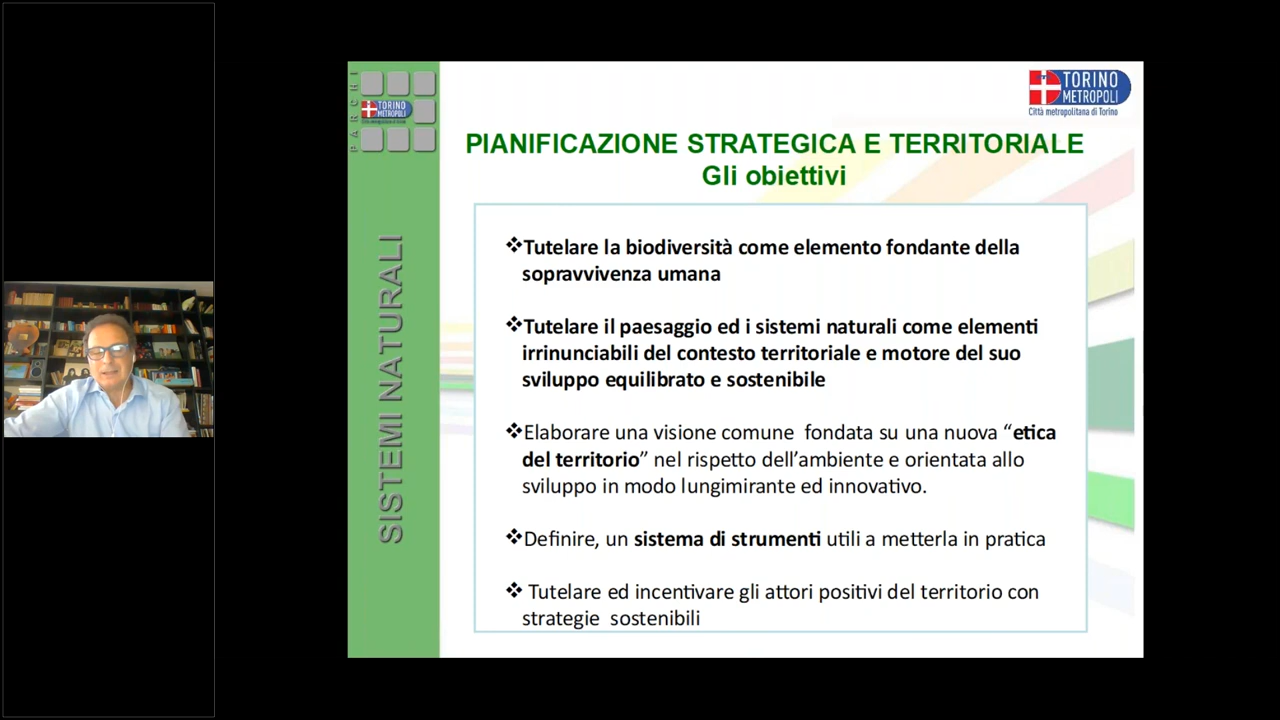 PARCHI
TORINO
METROPOLI
SISTEMI NATURALI
TORINO
METROPOLI
Città metropolitana di Torino
PIANIFICAZIONE STRATEGICA E TERRITORIALE
Gli obiettivi
❖Tutelare la biodiversità come elemento fondante della
sopravvivenza umana
❖Tutelare il paesaggio ed i sistemi naturali come elementi
irrinunciabili del contesto territoriale e motore del suo
sviluppo equilibrato e sostenibile
❖Elaborare una visione comune fondata su una nuova “etica
del territorio” nel rispetto dell’ambiente e orientata allo
sviluppo in modo lungimirante ed innovativo.
❖Definire, un sistema di strumenti utili a metterla in pratica
❖ Tutelare ed incentivare gli attori positivi del territorio con
strategie sostenibili